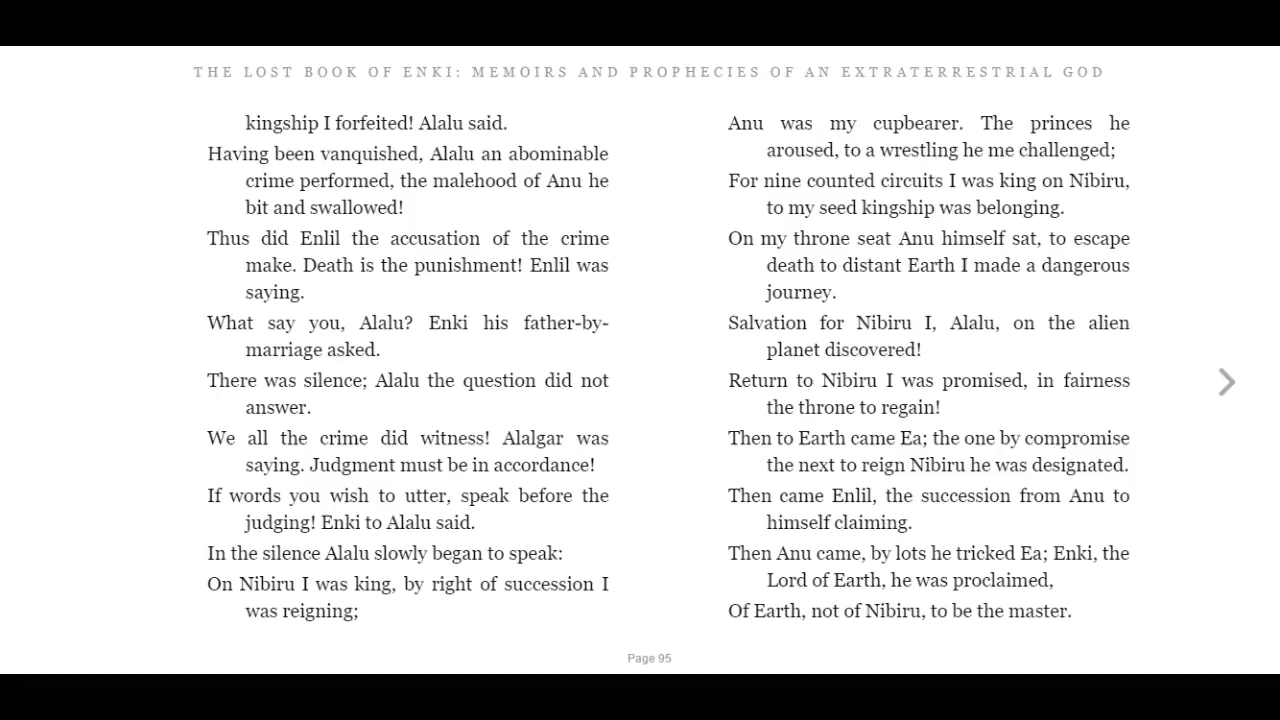 THE LOST BOOK OF ENKI: MEMOIRS AND PROPHECIES OF AN EXTRATERRESTRIAL GOD
kingship I forfeited! Alalu said.
Having been vanquished, Alalu an abominable
crime performed, the malehood of Anu he
bit and swallowed!
Thus did Enlil the accusation of the crime
make. Death is the punishment! Enlil was
saying.
What say you, Alalu? Enki his father-by-
marriage asked.
There was silence; Alalu the question did not
answer.
We all the crime did witness! Alalgar was
saying. Judgment must be in accordance!
If words you wish to utter, speak before the
judging! Enki to Alalu said.
In the silence Alalu slowly began to speak:
On Nibiru I was king, by right of succession I
was reigning;
Anu was my cupbearer. The princes he
aroused, to a wrestling he me challenged;
For nine counted circuits I was king on Nibiru,
to my seed kingship was belonging.
On my throne seat Anu himself sat, to escape
death to distant Earth I made a dangerous
journey.
Salvation for Nibiru I, Alalu, on the alien
planet discovered!
Return to Nibiru I was promised, in fairness
the throne to regain!
Then to Earth came Ea; the one by compromise
the next to reign Nibiru he was designated.
Then came Enlil, the succession from Anu to
himself claiming.
Then Anu came, by lots he tricked Ea; Enki, the
Lord of Earth, he was proclaimed,
Of Earth, not of Nibiru, to be the master.
Page 95